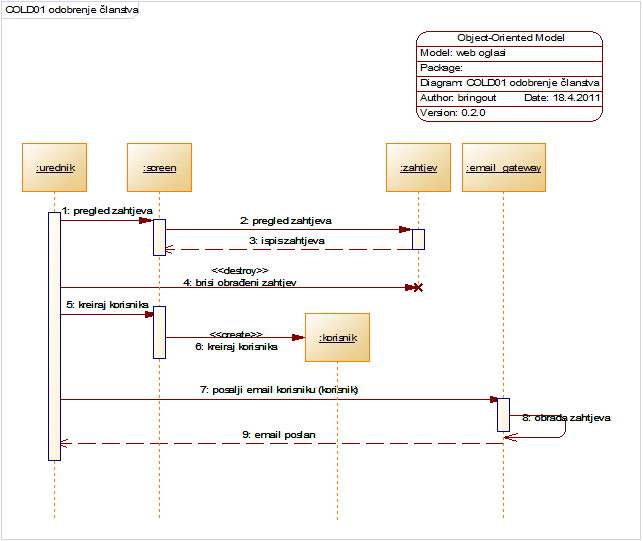 COLD01 odobrenje članstva
Object-Oriented Model
Model: web oglasi
Package:
Diagram: COLD01 odobrenje članstva
Author: bringout Date: 18.4.2011
Version: 0.2.0
:urednik
:screen
:zahtjev
:email_gateway
1: pregled zahtjeva
2: pregled zahtjeva
3: ispis zahtjeva
<<destroy>>
4: brisi obrađeni zahtjev
5: kreiraj korisnika
<<create>>
6: kreiraj korisnika
:korisnik
7: posalji email korisniku (korisnik)
8: obrada zahtjeva
9: email poslan